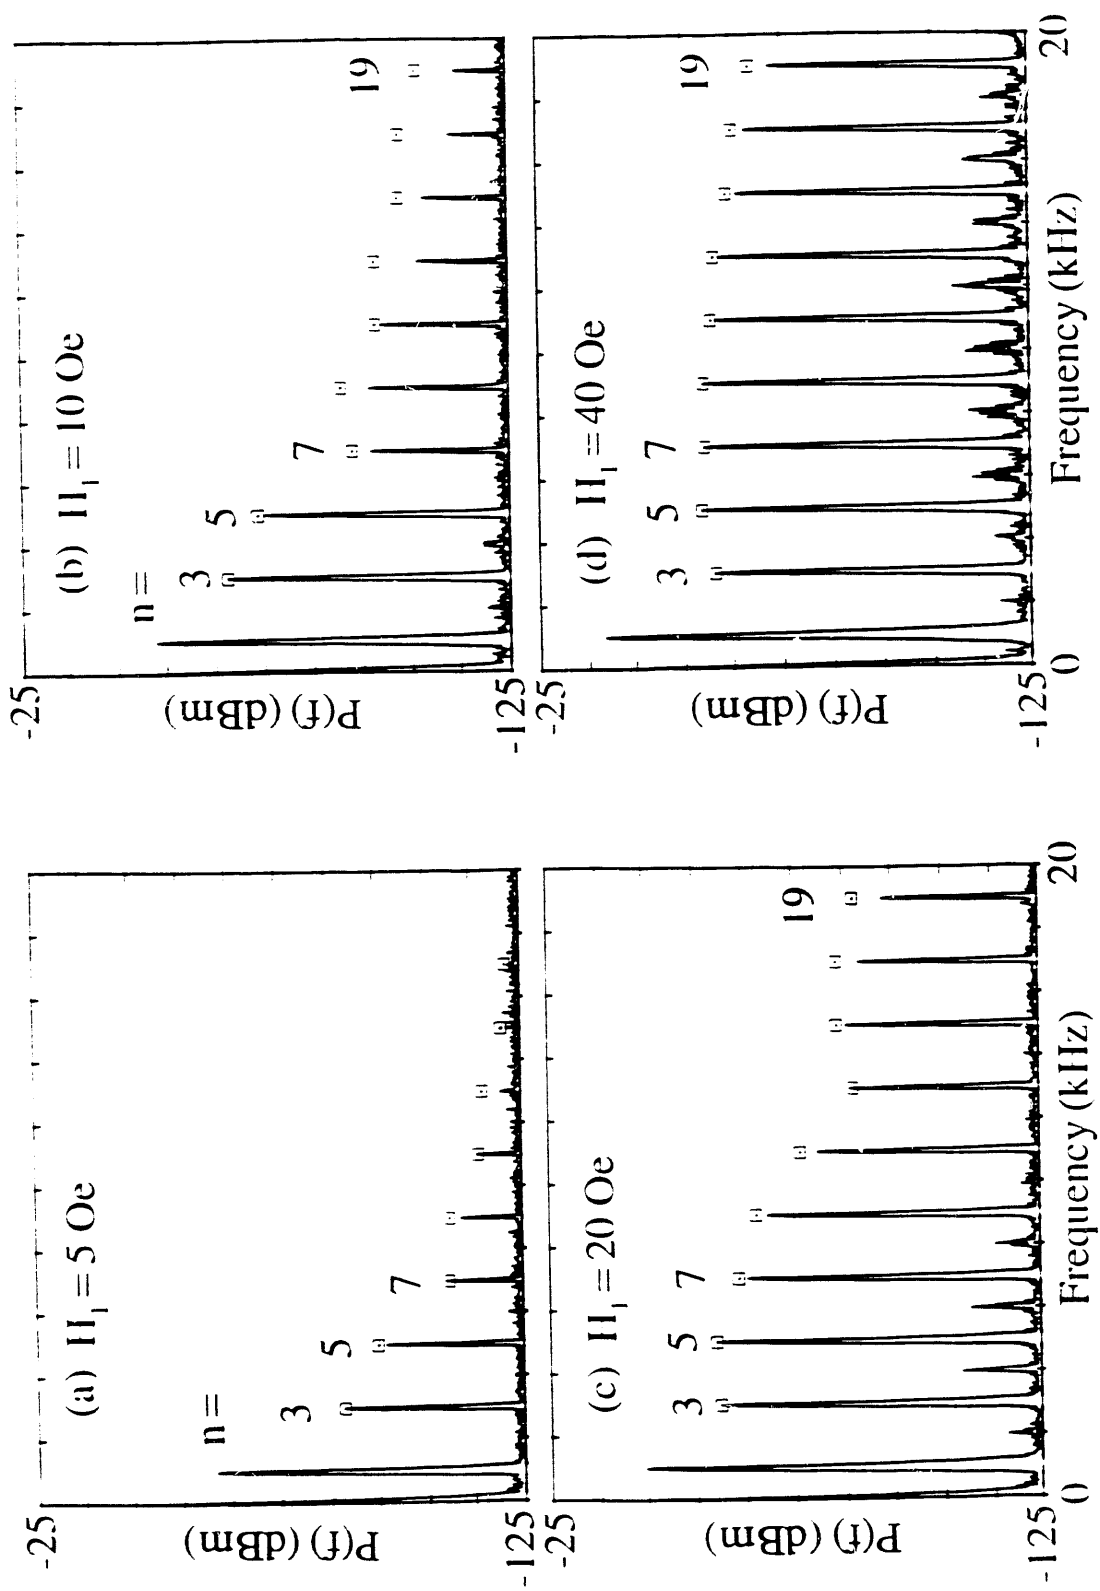 (a) H₁ = 5 Oe
-25
P(f) (dBm)
-125
n =
3
5
7
(b) H₁ = 10 Oe
-25
P(f) (dBm)
-125
n =
3
5
7
19
(c) H₁ = 20 Oe
-25
P(f) (dBm)
-125
3
5
7
19
0
20
Frequency (kHz)
(d) H₁ = 40 Oe
-25
P(f) (dBm)
-125
3
5
7
19
0
20
Frequency (kHz)